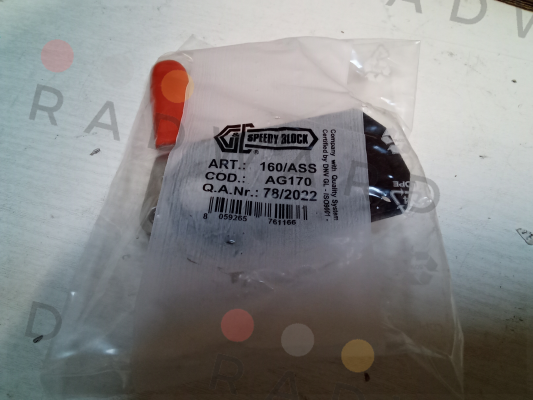 SPEEDY BLOCK
ART.: 160/ASS
COD.: AG170
Q.A.Nr.: 78/2022
8 059265 761166
Company with Quality System
Certified by DNV GL - ISO9001 -
RADWARD